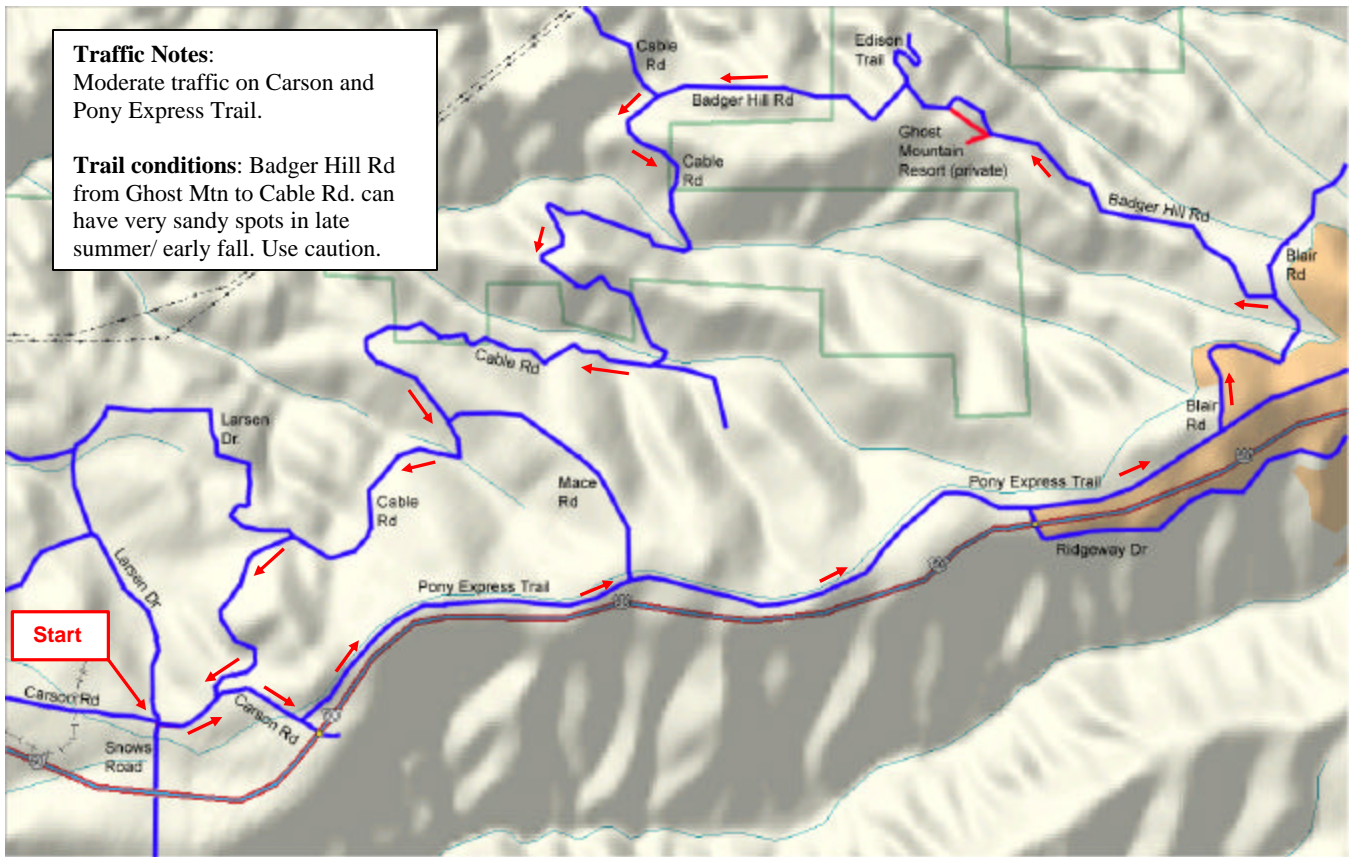 Traffic Notes:
Moderate traffic on Carson and
Pony Express Trail.
Trail conditions: Badger Hill Rd
from Ghost Mtn to Cable Rd. can
have very sandy spots in late
summer/ early fall. Use caution.
Cable
Rd
Edison
Trail
Badger Hill Rd
Ghost
Mountain
Resort (private)
Cable
Rd
Badger Hill Rd
Blair
Rd
Cable Rd
Blair
Rd
Larsen
Dr.
Mace
Rd
Cable
Rd
Pony Express Trail
Ridgeway Dr
Larsen Dr
Pony Express Trail
Start
Carson Rd
Carson Rd
Snows
Road